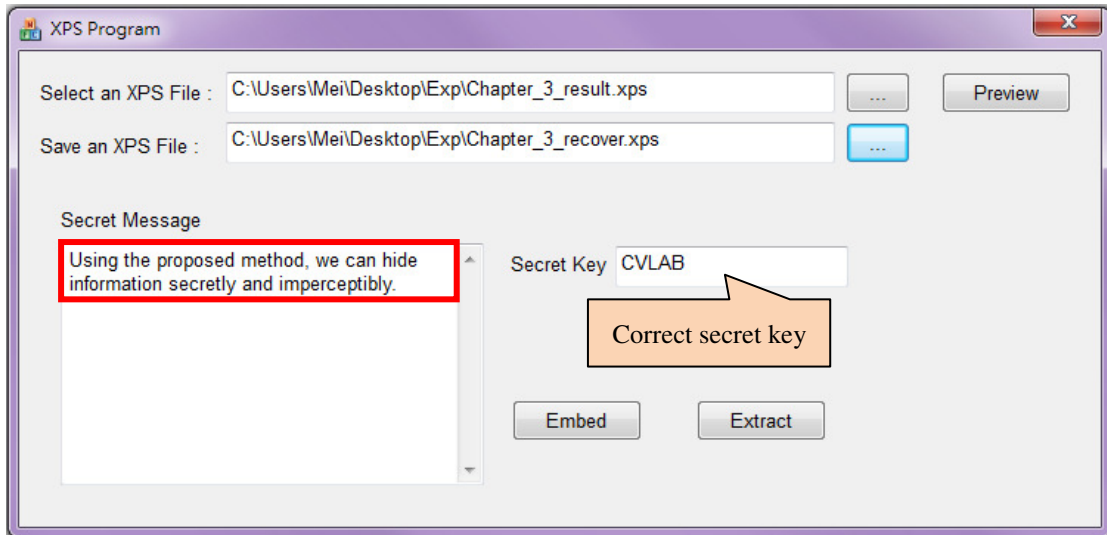 XPS Program
Select an XPS File : C:\Users\Mei\Desktop\Exp\Chapter_3_result.xps ... Preview
Save an XPS File : C:\Users\Mei\Desktop\Exp\Chapter_3_recover.xps ...
Secret Message
Using the proposed method, we can hide
information secretly and imperceptibly.
Secret Key CVLAB
Correct secret key
Embed Extract